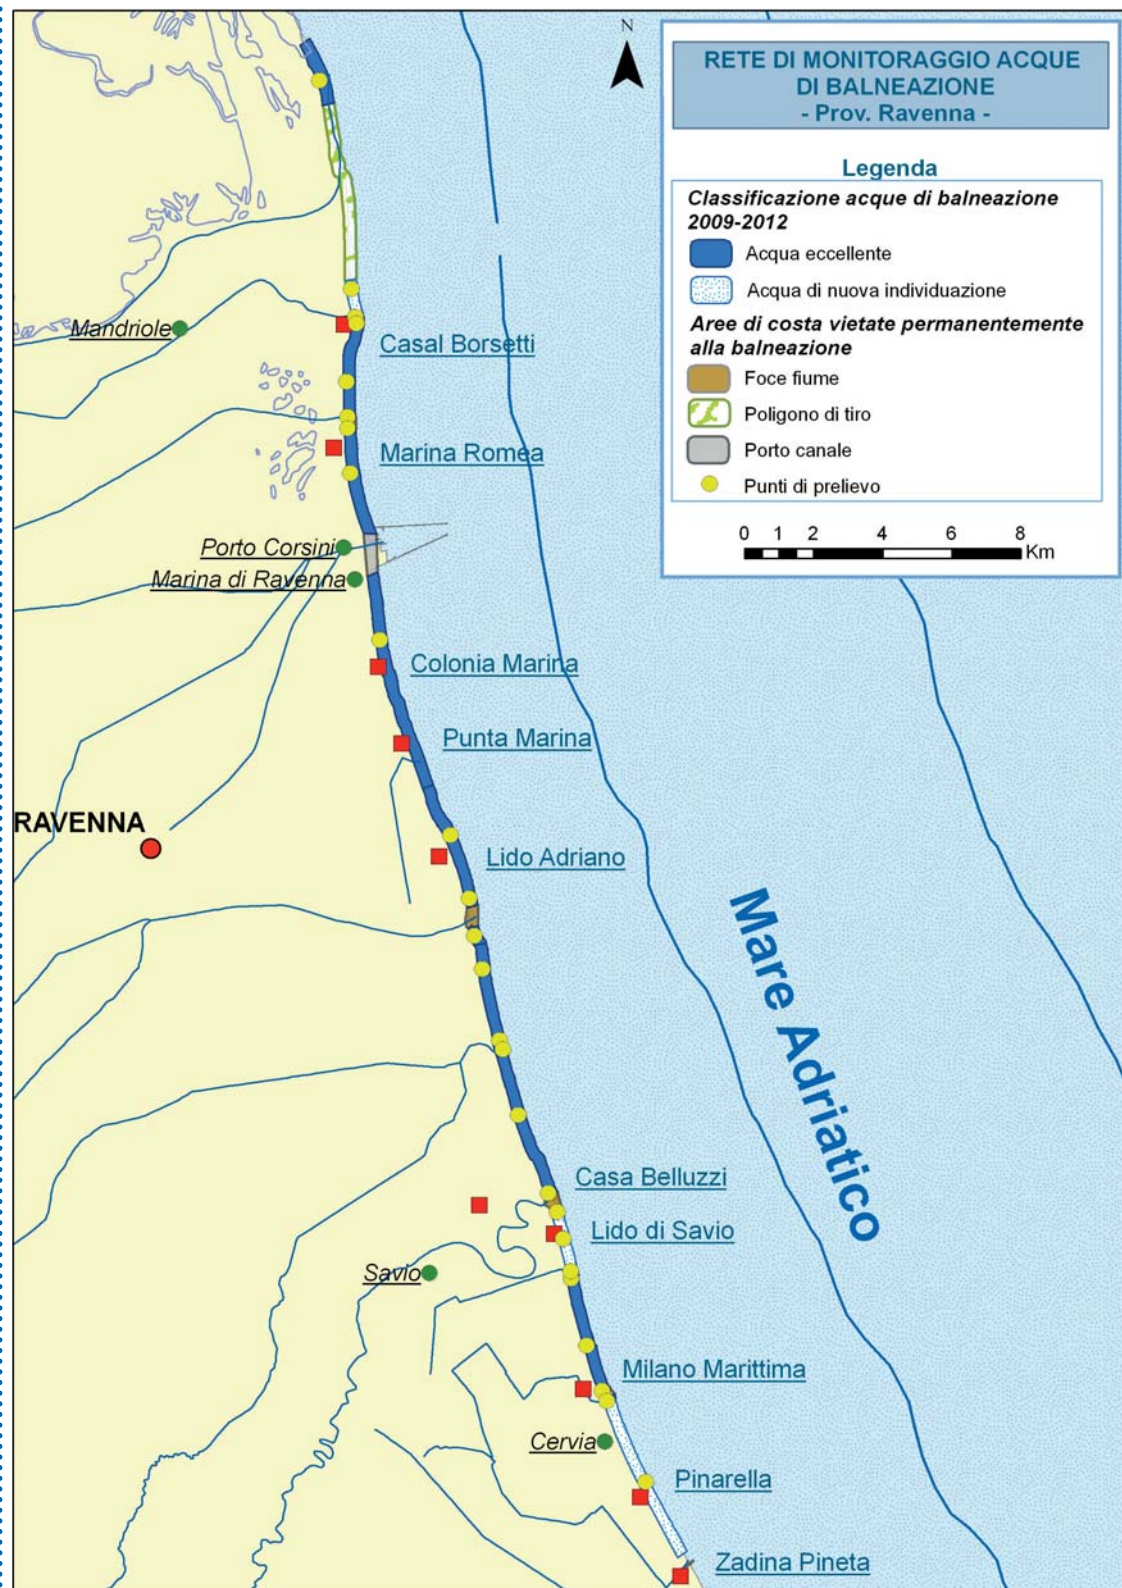 N
RETE DI MONITORAGGIO ACQUE
DI BALNEAZIONE
- Prov. Ravenna -
Legenda
Classificazione acque di balneazione
2009-2012
Acqua eccellente
Acqua di nuova individuazione
Aree di costa vietate permanentemente
alla balneazione
Foce fiume
Poligono di tiro
Porto canale
Punti di prelievo
0 1 2 4 6 8
Km
Mandriole
Casal Borsetti
Marina Romea
Porto Corsini
Marina di Ravenna
Colonia Marina
Punta Marina
RAVENNA
Lido Adriano
Mare Adriatico
Casa Belluzzi
Lido di Savio
Savio
Milano Marittima
Cervia
Pinarella
Zadina Pineta